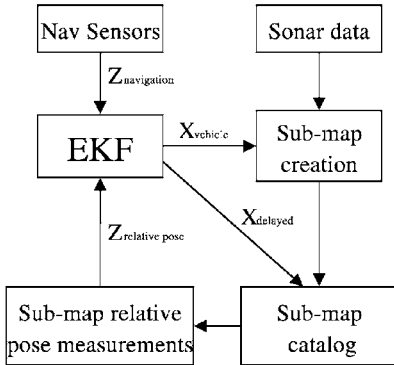 Nav Sensors
Sonar data
Znavigation
EKF
Xvehicle
Sub-map
creation
Xdelayed
Zrelative pose
Sub-map relative
pose measurements
Sub-map
catalog